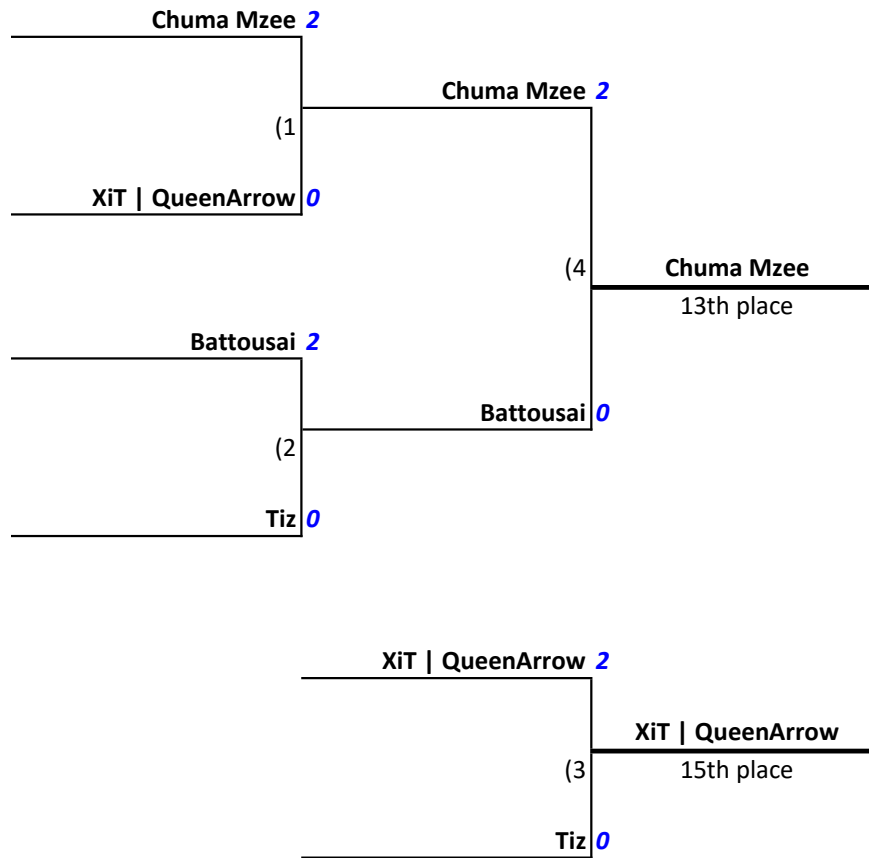 Chuma Mzee 2
Chuma Mzee 2
(1
XiT | QueenArrow 0
(4
Chuma Mzee
13th place
Battousai 2
Battousai 0
(2
Tiz 0
XiT | QueenArrow 2
XiT | QueenArrow
(3
15th place
Tiz 0